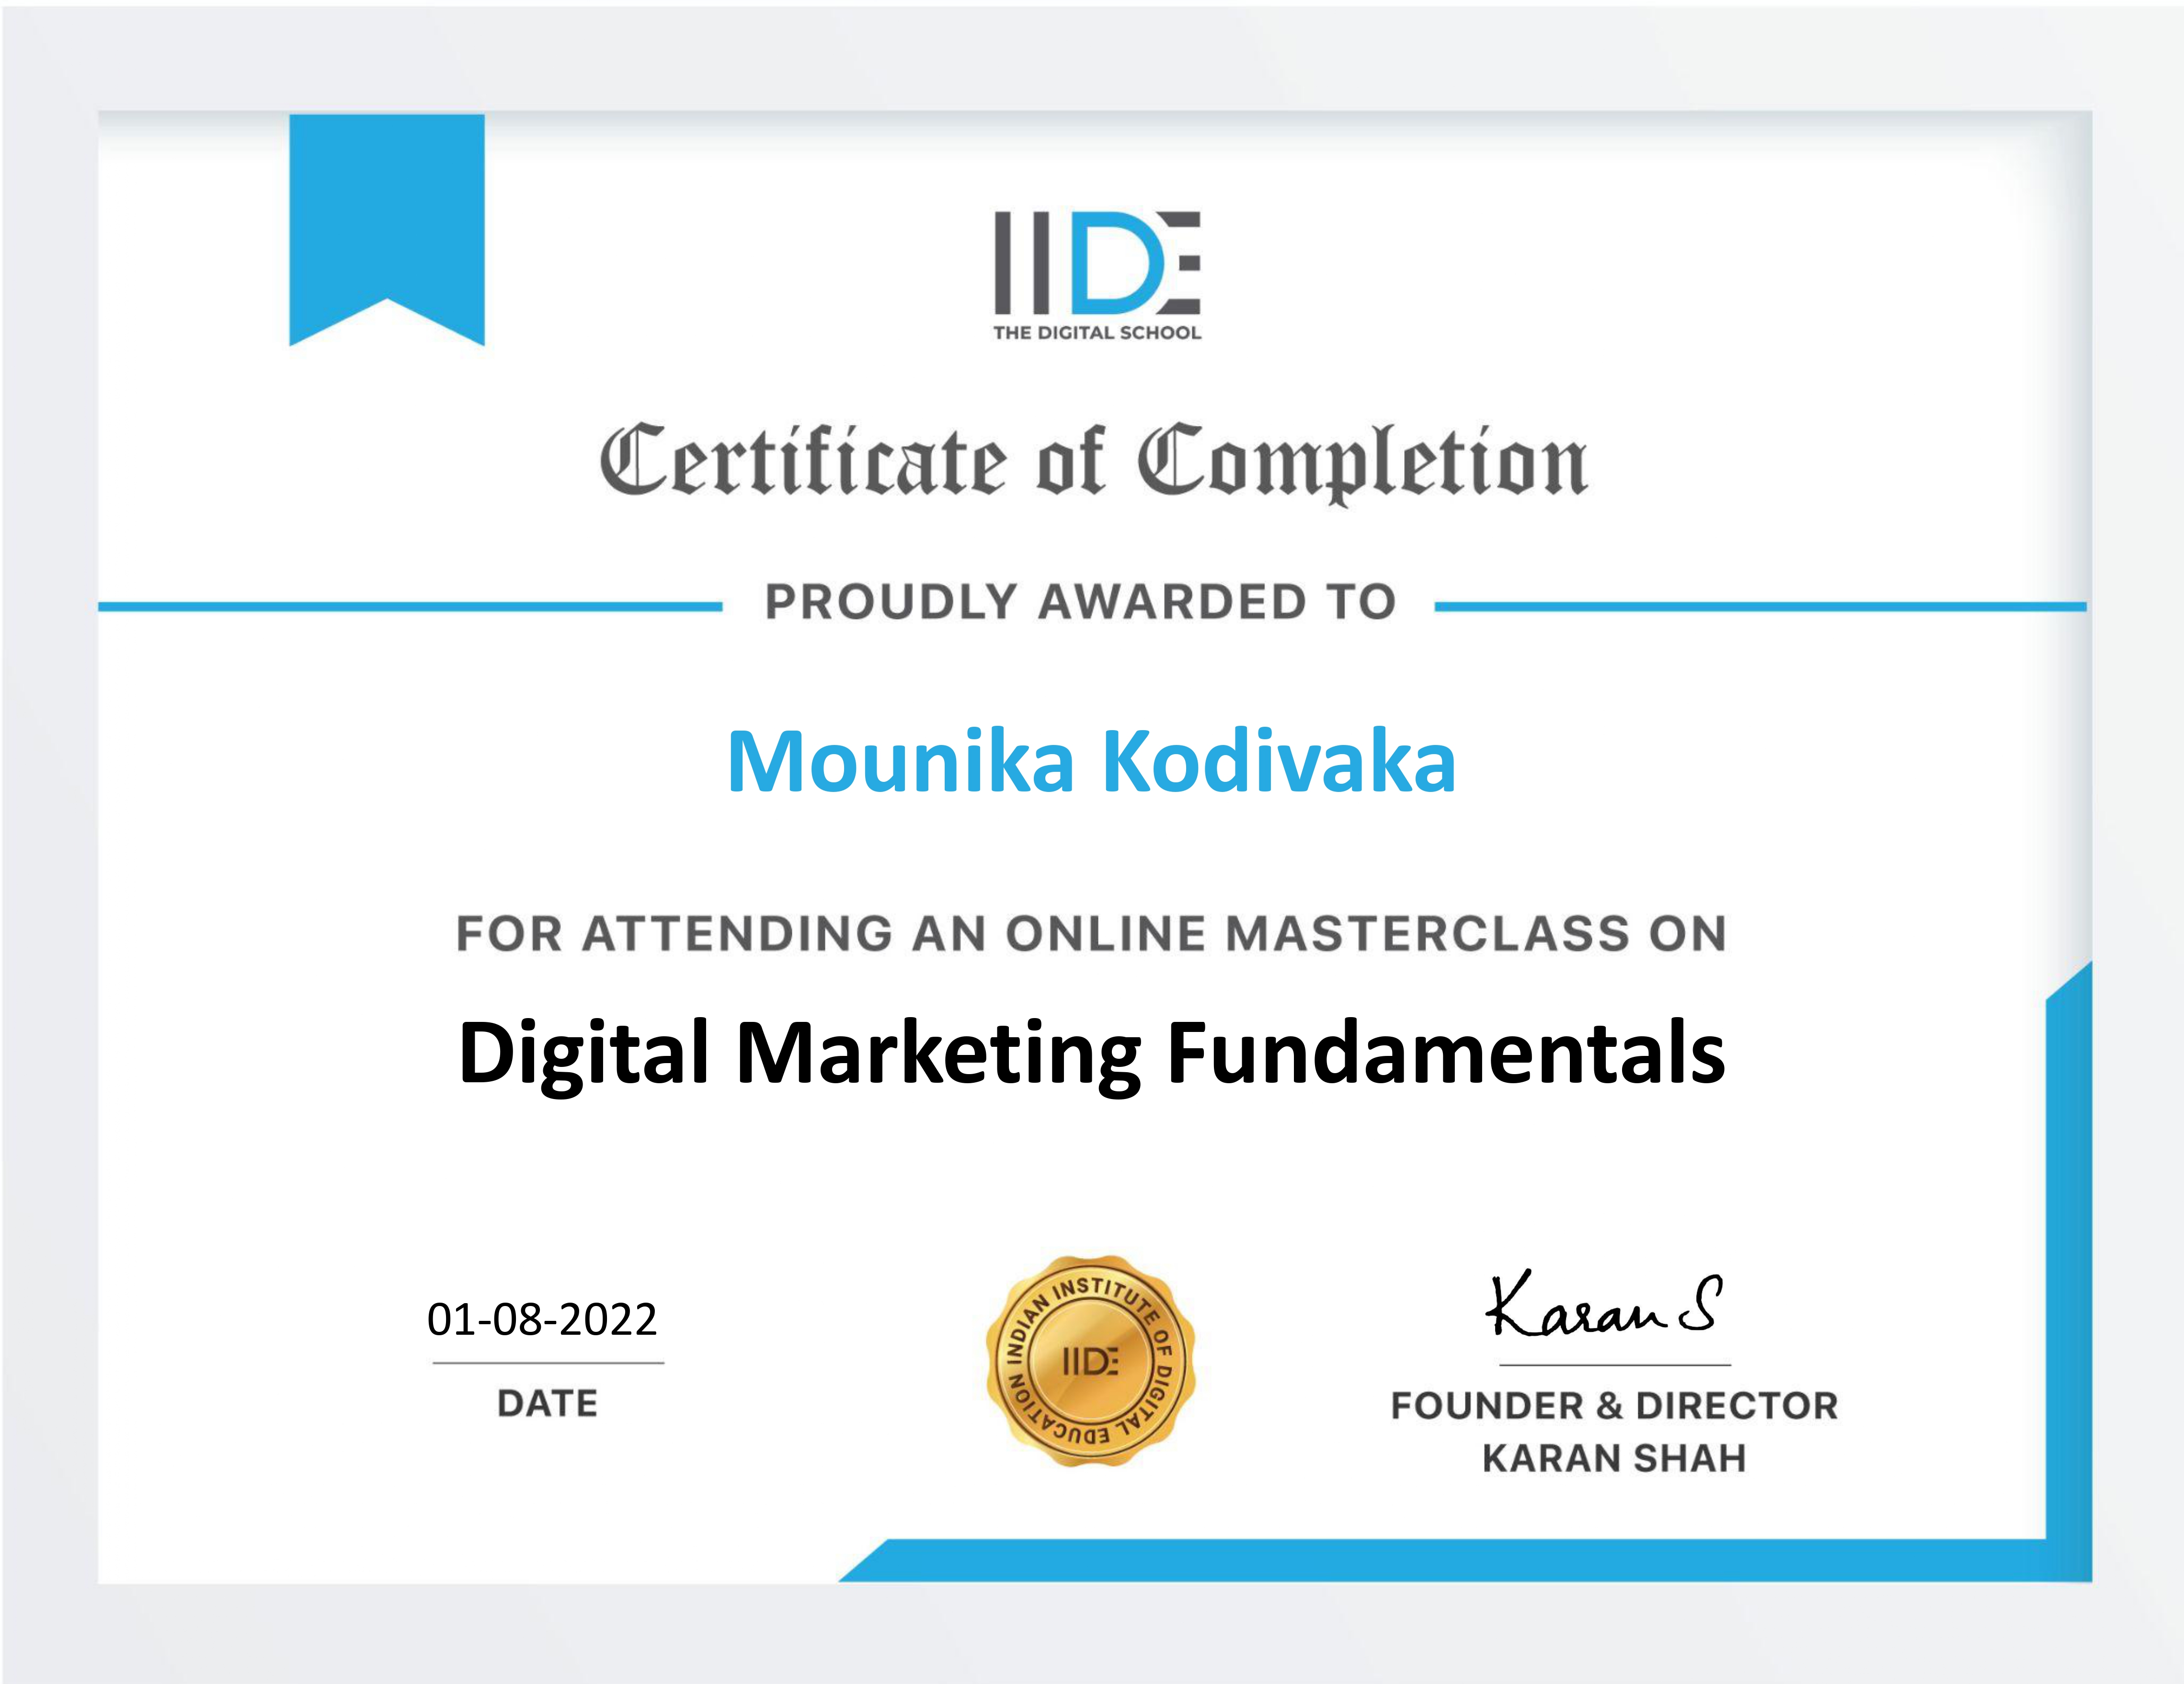 IIDE
THE DIGITAL SCHOOL
Certificate of Completion
PROUDLY AWARDED TO
Mounika Kodivaka
FOR ATTENDING AN ONLINE MASTERCLASS ON
Digital Marketing Fundamentals
01-08-2022
DATE
INDIAN INSTITUTE OF DIGITAL EDUCATION
IIDE
Karan S
FOUNDER & DIRECTOR
KARAN SHAH